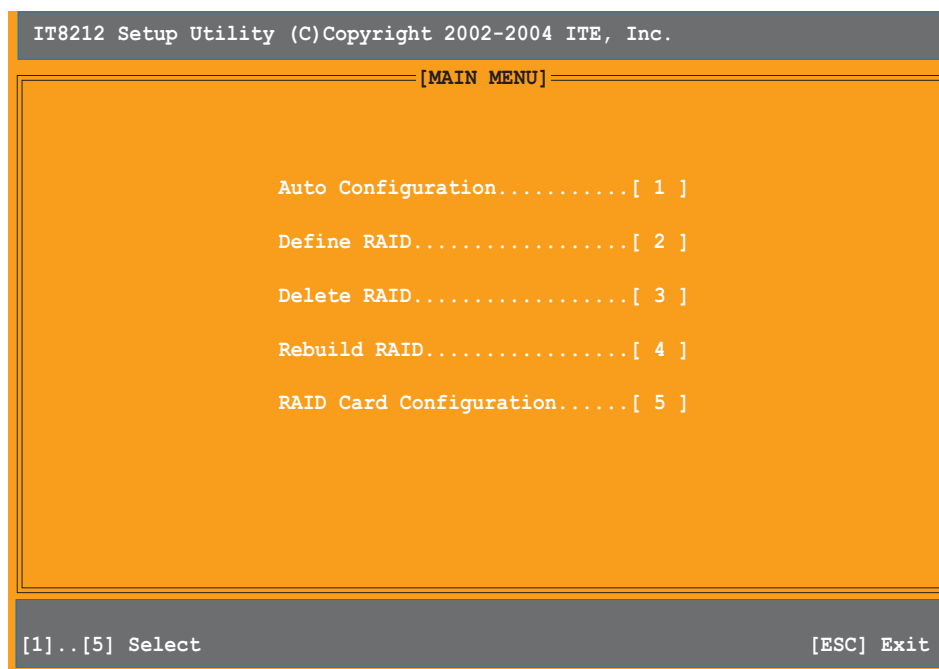 IT8212 Setup Utility (C)Copyright 2002-2004 ITE, Inc.
[MAIN MENU]
Auto Configuration...........[ 1 ]
Define RAID..................[ 2 ]
Delete RAID..................[ 3 ]
Rebuild RAID.................[ 4 ]
RAID Card Configuration......[ 5 ]
[1]..[5] Select [ESC] Exit